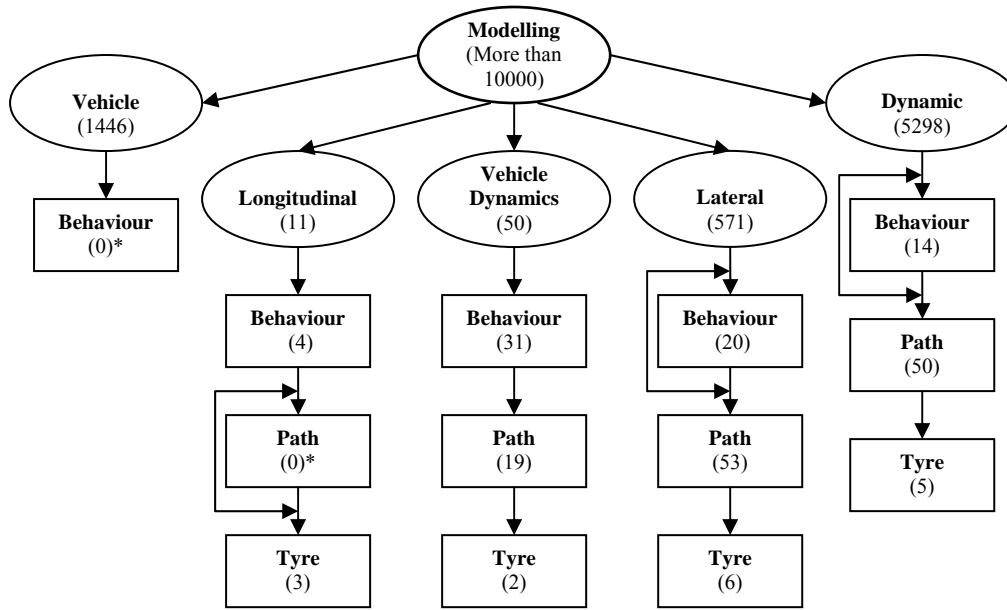 Modelling
(More than
10000)
Vehicle
(1446)
Dynamic
(5298)
Longitudinal
(11)
Vehicle
Dynamics
(50)
Lateral
(571)
Behaviour
(0)*
Behaviour
(14)
Behaviour
(4)
Behaviour
(31)
Behaviour
(20)
Path
(50)
Path
(0)*
Path
(19)
Path
(53)
Tyre
(5)
Tyre
(3)
Tyre
(2)
Tyre
(6)